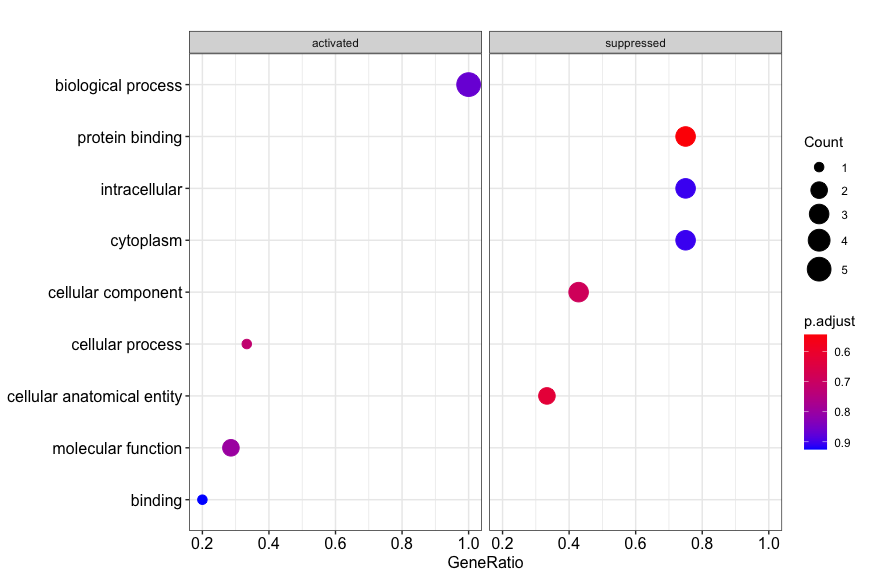 activated
suppressed
biological process
protein binding
intracellular
cytoplasm
cellular component
cellular process
cellular anatomical entity
molecular function
binding
0.2 0.4 0.6 0.8 1.0
0.2 0.4 0.6 0.8 1.0
GeneRatio
Count
1
2
3
4
5
p.adjust
0.6
0.7
0.8
0.9